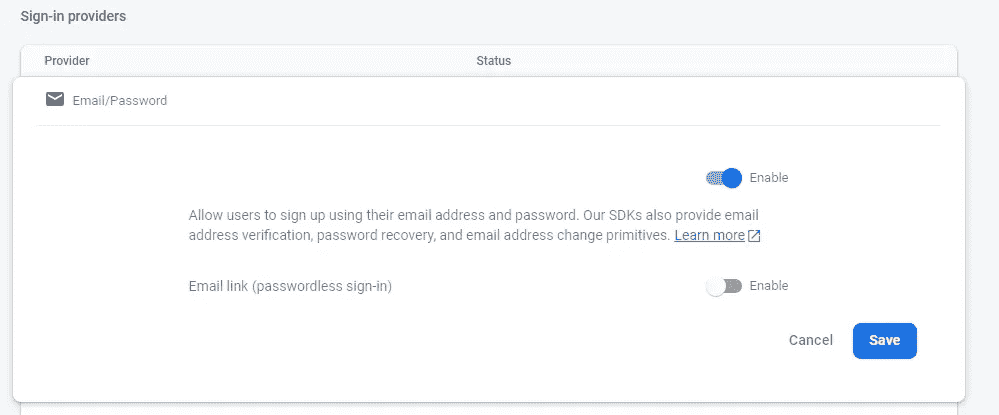 Sign-in providers
Provider Status
Email/Password
Enable
Allow users to sign up using their email address and password. Our SDKs also provide email
address verification, password recovery, and email address change primitives. Learn more
Email link (passwordless sign-in) Enable
Cancel Save